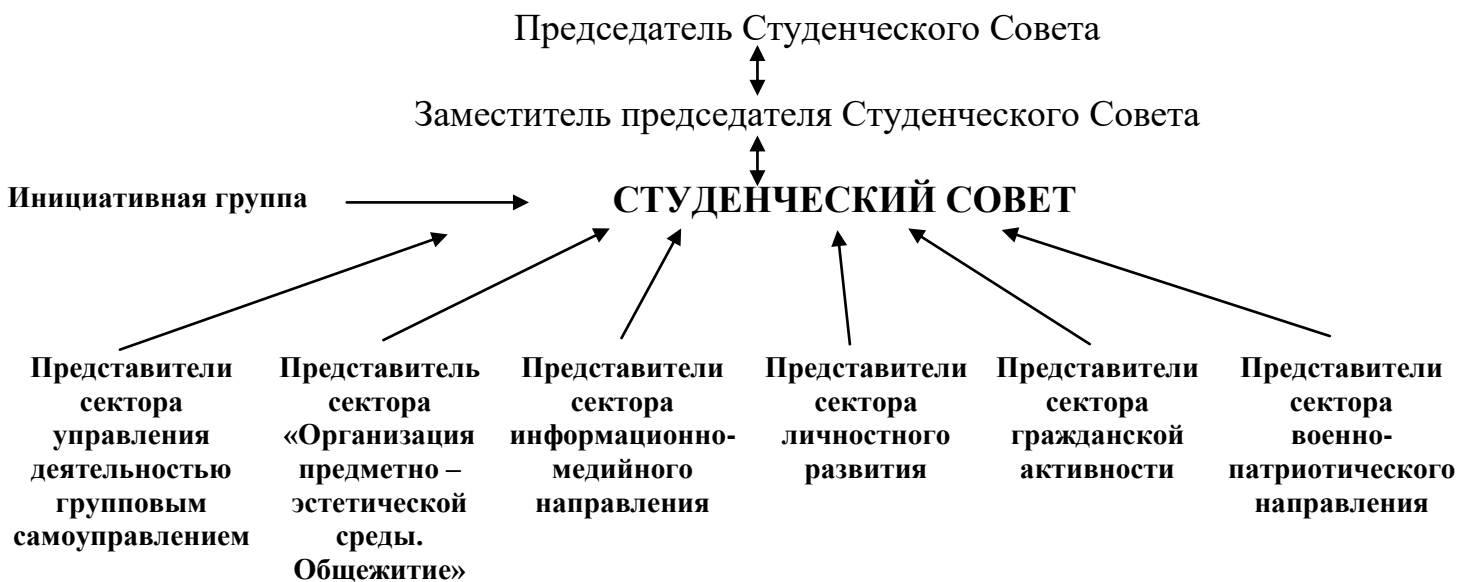 Председатель Студенческого Совета
Заместитель председателя Студенческого Совета
Инициативная группа
СТУДЕНЧЕСКИЙ СОВЕТ
Представители
сектора
управления
деятельностью
групповым
самоуправлением
Представитель
сектора
«Организация
предметно –
эстетической
среды.
Общежитие»
Представители
сектора
информационно-
медийного
направления
Представители
сектора
личностного
развития
Представители
сектора
гражданской
активности
Представители
сектора
военно-
патриотического
направления